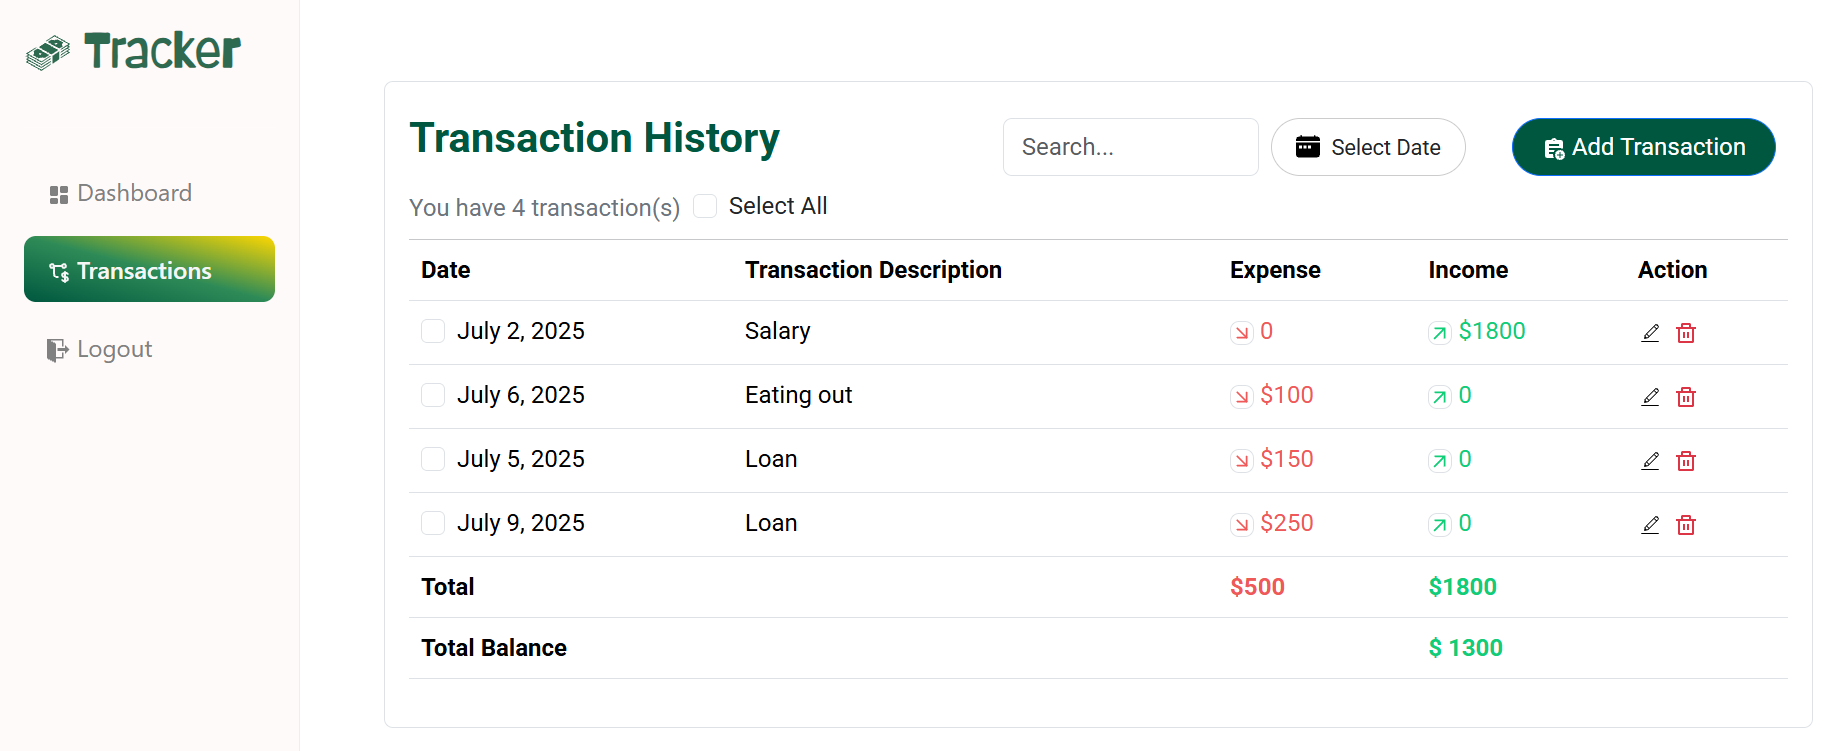 Tracker
Dashboard
Transactions
Logout
Transaction History
Search...
Select Date
Add Transaction
You have 4 transaction(s) Select All
Date Transaction Description Expense Income Action
July 2, 2025 Salary 0 $1800
July 6, 2025 Eating out $100 0
July 5, 2025 Loan $150 0
July 9, 2025 Loan $250 0
Total $500 $1800
Total Balance $ 1300